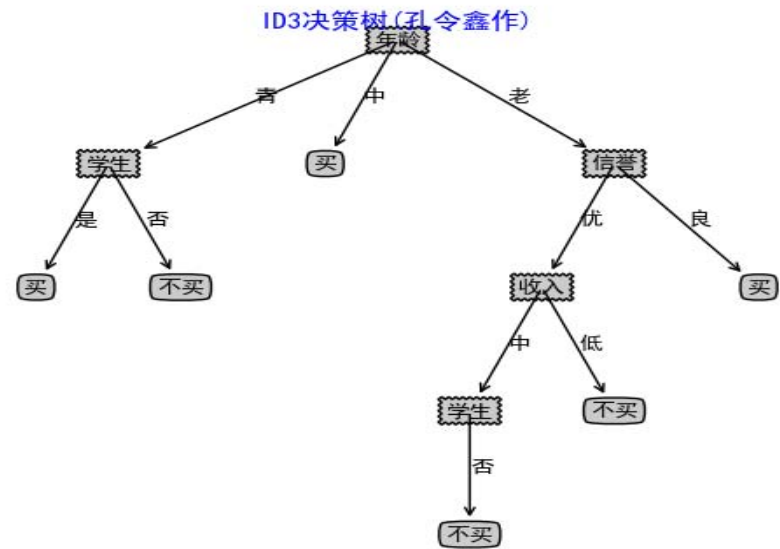 ID3决策树(孔令鑫作)
年龄
青
中
老
学生
买
信誉
是
否
优
良
买
不买
收入
买
中
低
学生
不买
否
不买